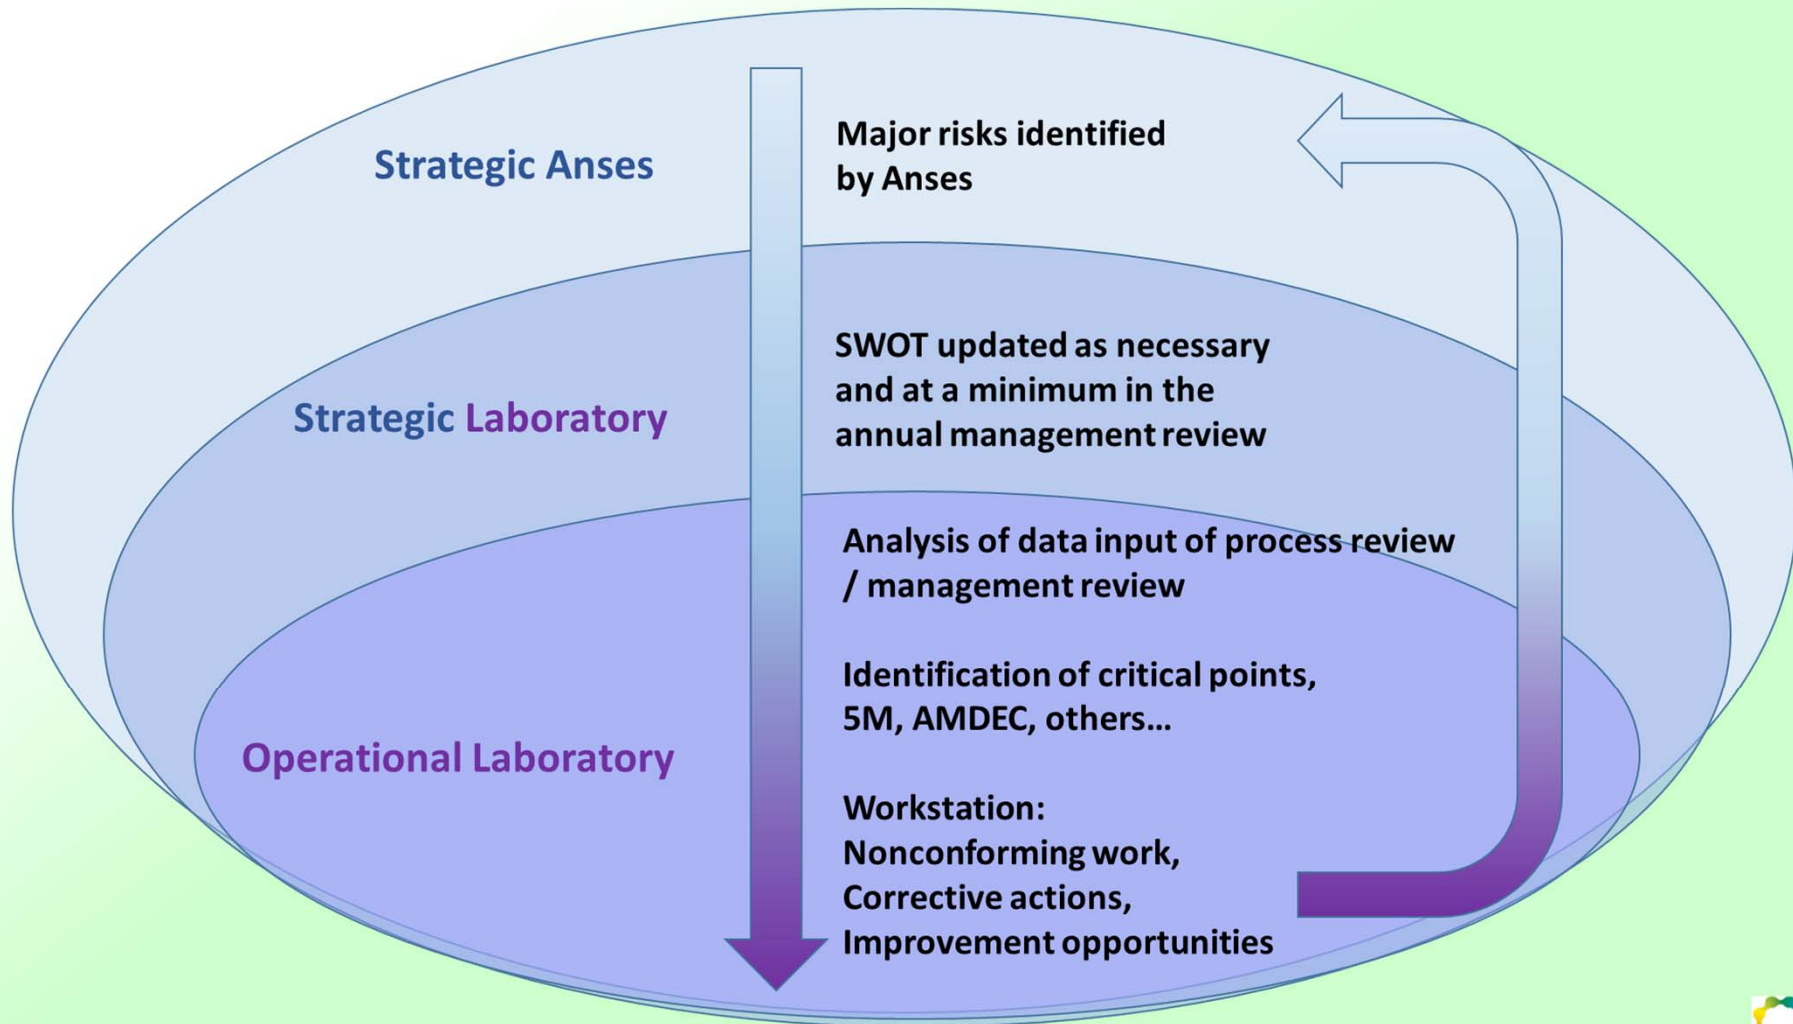 Strategic Anses
Major risks identified
by Anses
Strategic Laboratory
SWOT updated as necessary
and at a minimum in the
annual management review
Operational Laboratory
Analysis of data input of process review
/ management review
Identification of critical points,
5M, AMDEC, others...
Workstation:
Nonconforming work,
Corrective actions,
Improvement opportunities